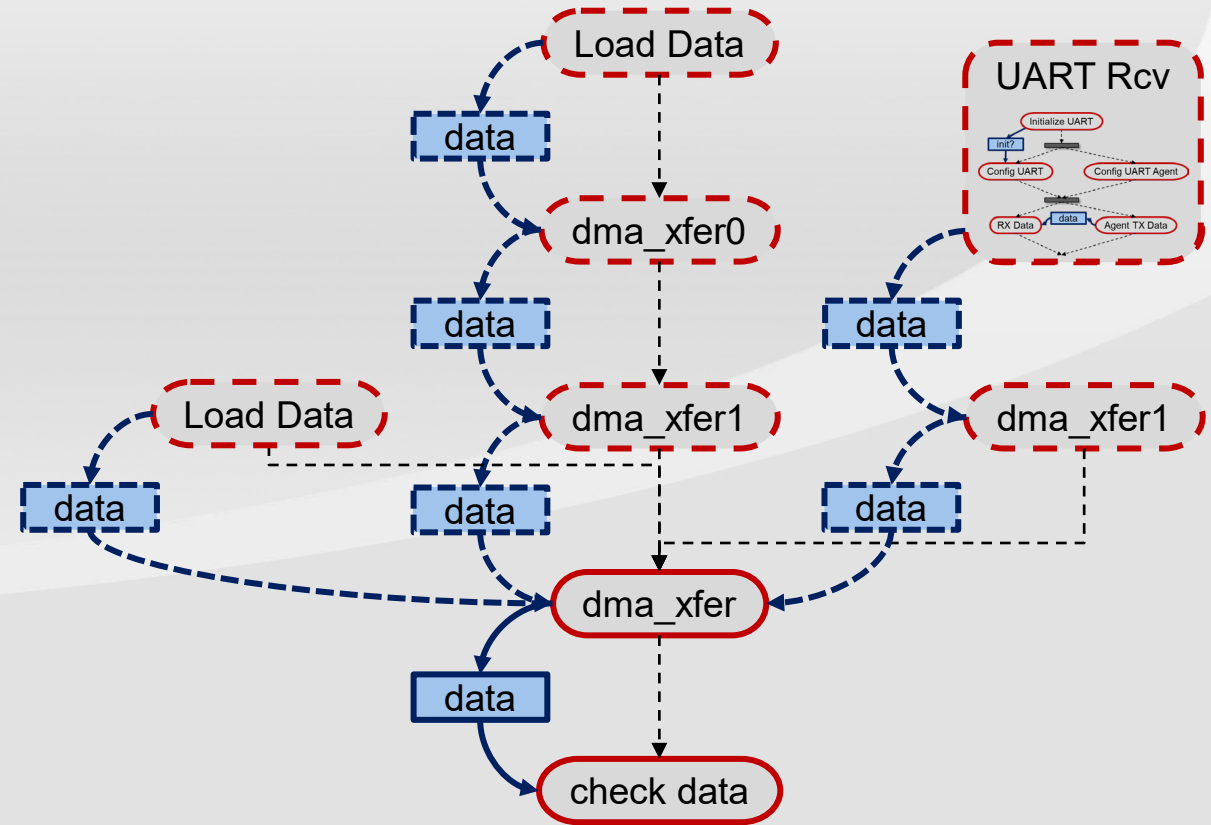 Load Data
UART Rcv
Initialize UART
init?
data
Config UART
Config UART Agent
dma_xfer0
data
RX Data
Agent TX Data
data
data
Load Data
dma_xfer1
dma_xfer1
data
data
data
dma_xfer
data
check data